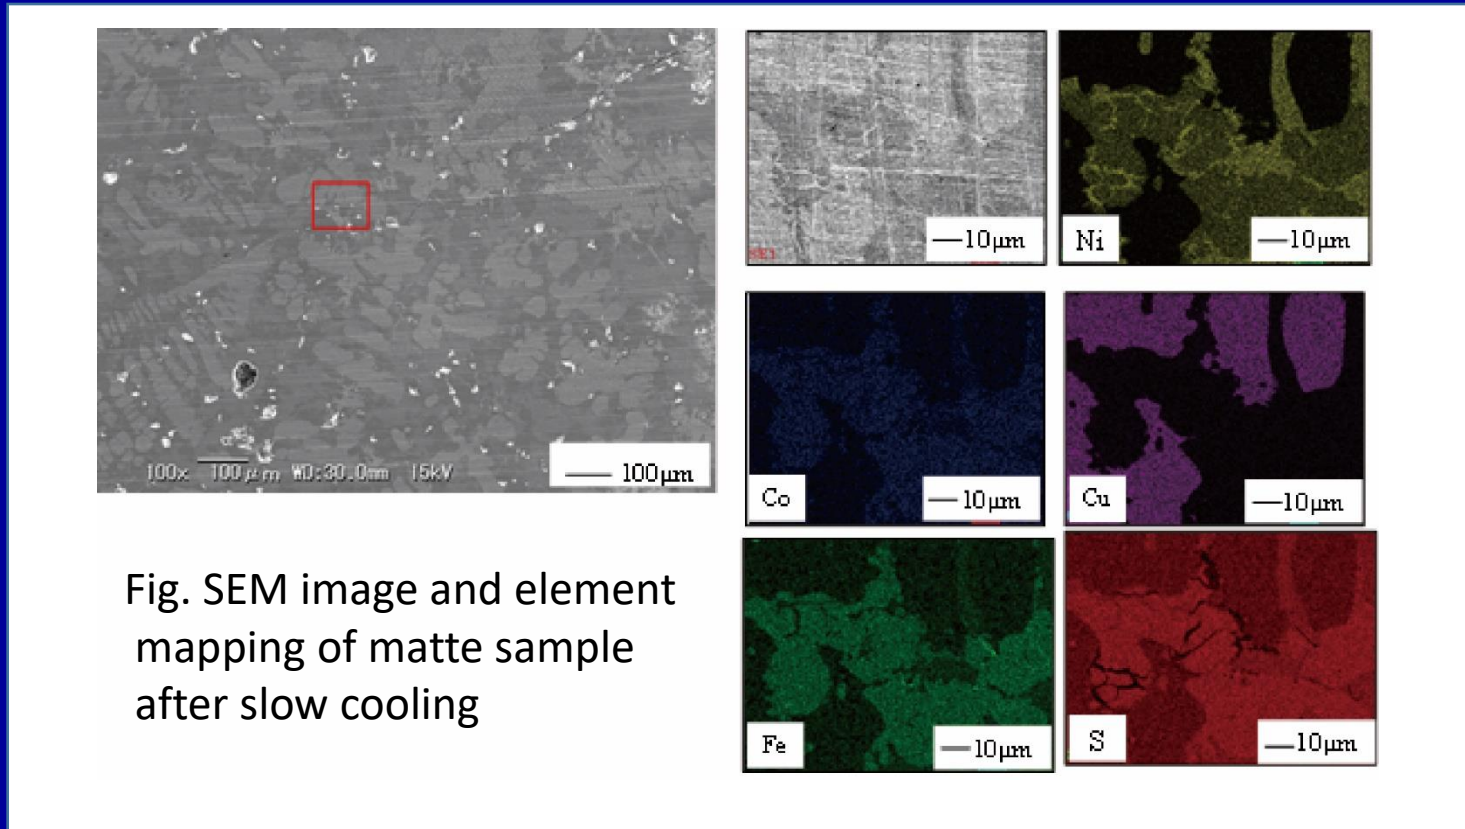 100x 100μm WD:30.0mm 15kV
100μm
SEI
10μm
Ni
10μm
Co
10μm
Cu
10μm
Fe
10μm
S
10μm
Fig. SEM image and element
mapping of matte sample
after slow cooling